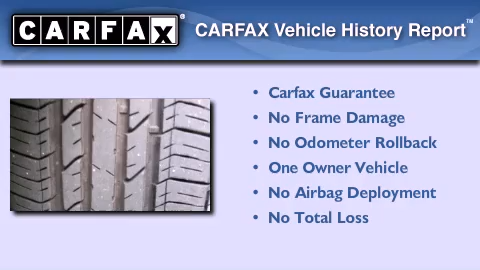 CARFAX® CARFAX Vehicle History Report™
• Carfax Guarantee
• No Frame Damage
• No Odometer Rollback
• One Owner Vehicle
• No Airbag Deployment
• No Total Loss